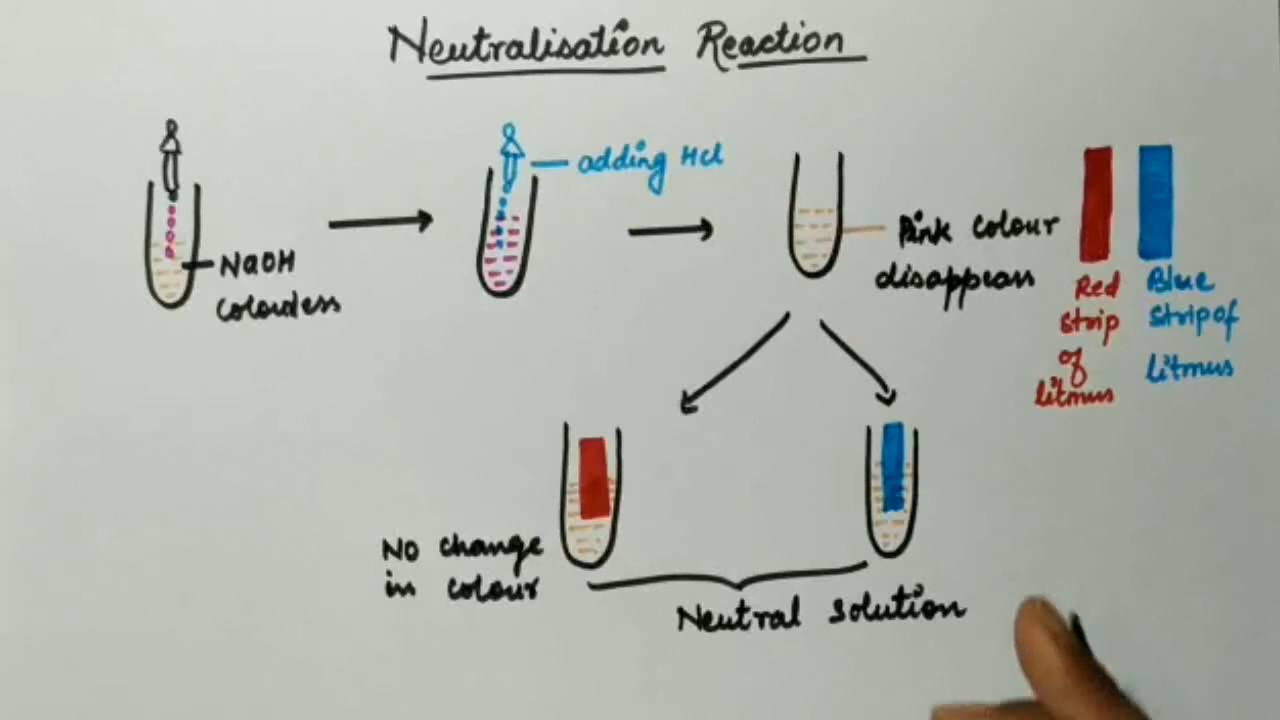 Neutralisation Reaction
adding Hcl
NaOH
colourless
Pink colour
disappears
Red
strip
of
litmus
Blue
strip of
litmus
No change
in colour
Neutral solution